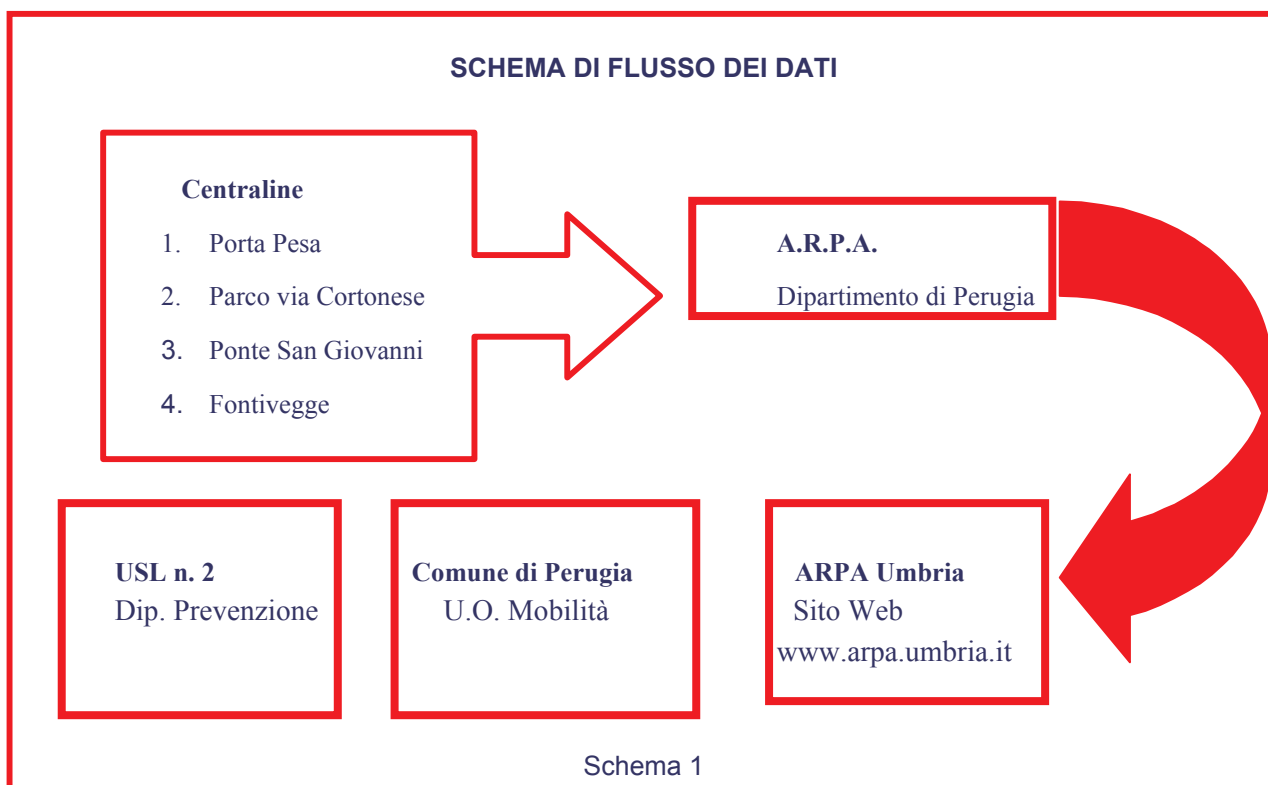 SCHEMA DI FLUSSO DEI DATI
Centraline
1. Porta Pesa
2. Parco via Cortonese
3. Ponte San Giovanni
4. Fontivegge
A.R.P.A.
Dipartimento di Perugia
USL n. 2
Dip. Prevenzione
Comune di Perugia
U.O. Mobilità
ARPA Umbria
Sito Web
www.arpa.umbria.it
Schema 1